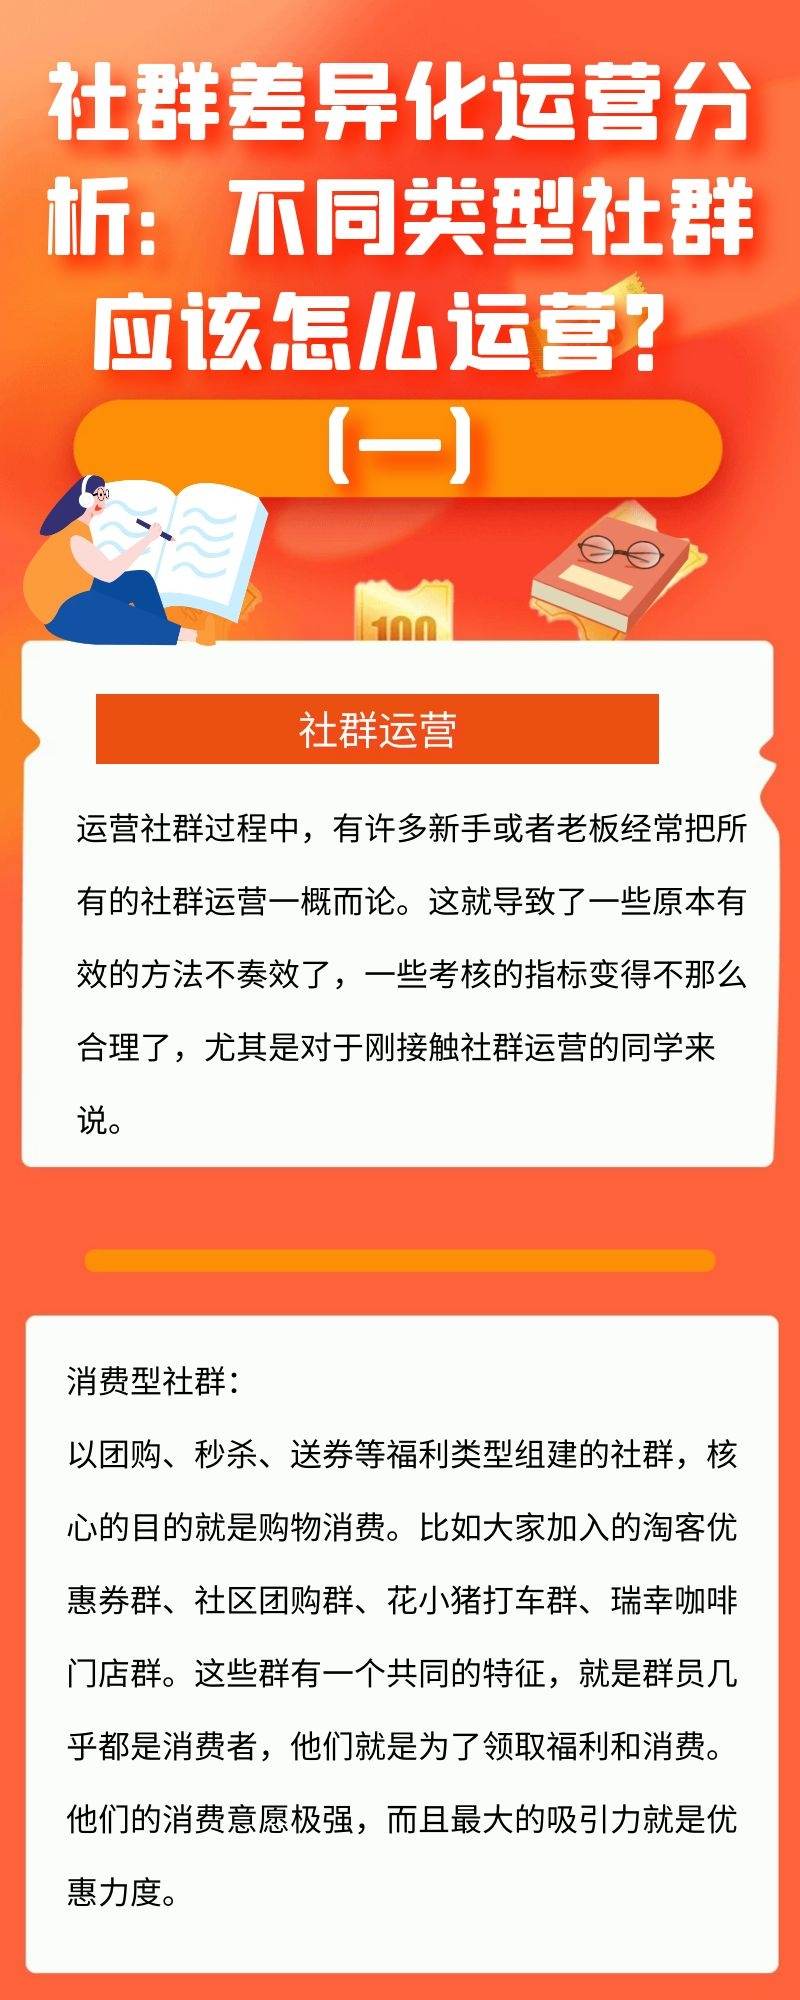 社群差异化运营分
析：不同类型社群
应该怎么运营？
（一）
100
社群运营
运营社群过程中，有许多新手或者老板经常把所
有的社群运营一概而论。这就导致了一些原本有
效的方法不奏效了，一些考核的指标变得不那么
合理了，尤其是对于刚接触社群运营的同学来
说。
消费型社群：
以团购、秒杀、送券等福利类型组建的社群，核
心的目的就是购物消费。比如大家加入的淘客优
惠券群、社区团购群、花小猪打车群、瑞幸咖啡
门店群。这些群有一个共同的特征，就是群员几
乎都是消费者，他们就是为了领取福利和消费。
他们的消费意愿极强，而且最大的吸引力就是优
惠力度。